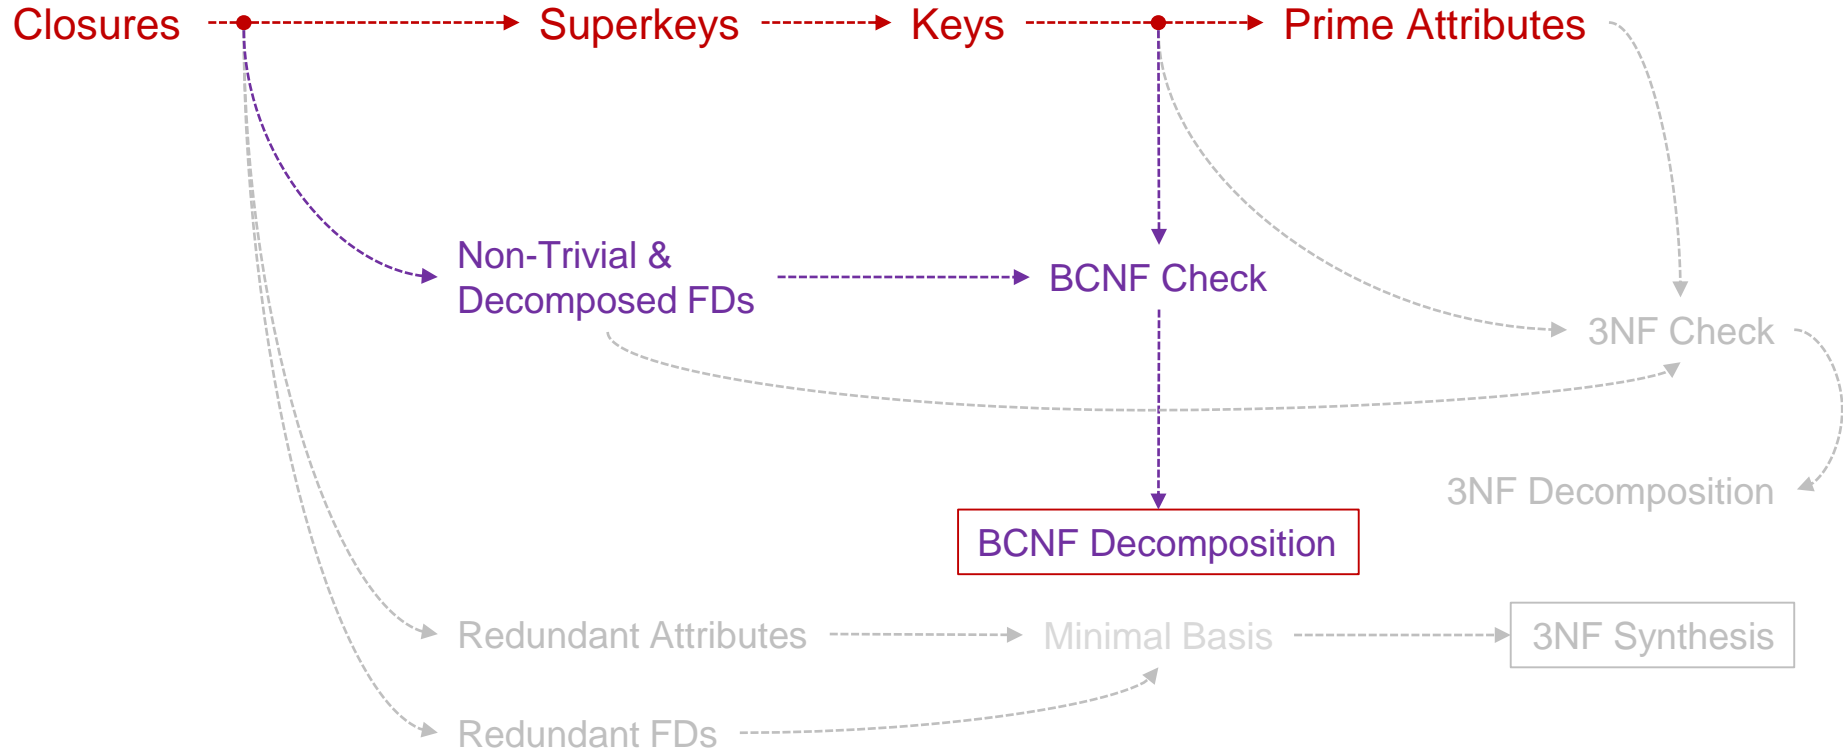 Closures
Superkeys
Keys
Prime Attributes
Non-Trivial &
Decomposed FDs
BCNF Check
3NF Check
3NF Decomposition
BCNF Decomposition
Redundant Attributes
Minimal Basis
3NF Synthesis
Redundant FDs